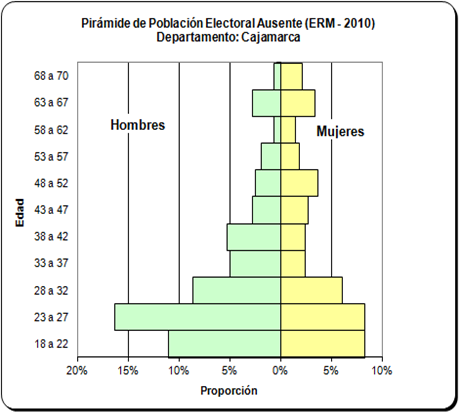 Pirámide de Población Electoral Ausente (ERM - 2010)
Departamento: Cajamarca
Hombres
Mujeres
Edad
68 a 70
63 a 67
58 a 62
53 a 57
48 a 52
43 a 47
38 a 42
33 a 37
28 a 32
23 a 27
18 a 22
20% 15% 10% 5% 0% 5% 10%
Proporción